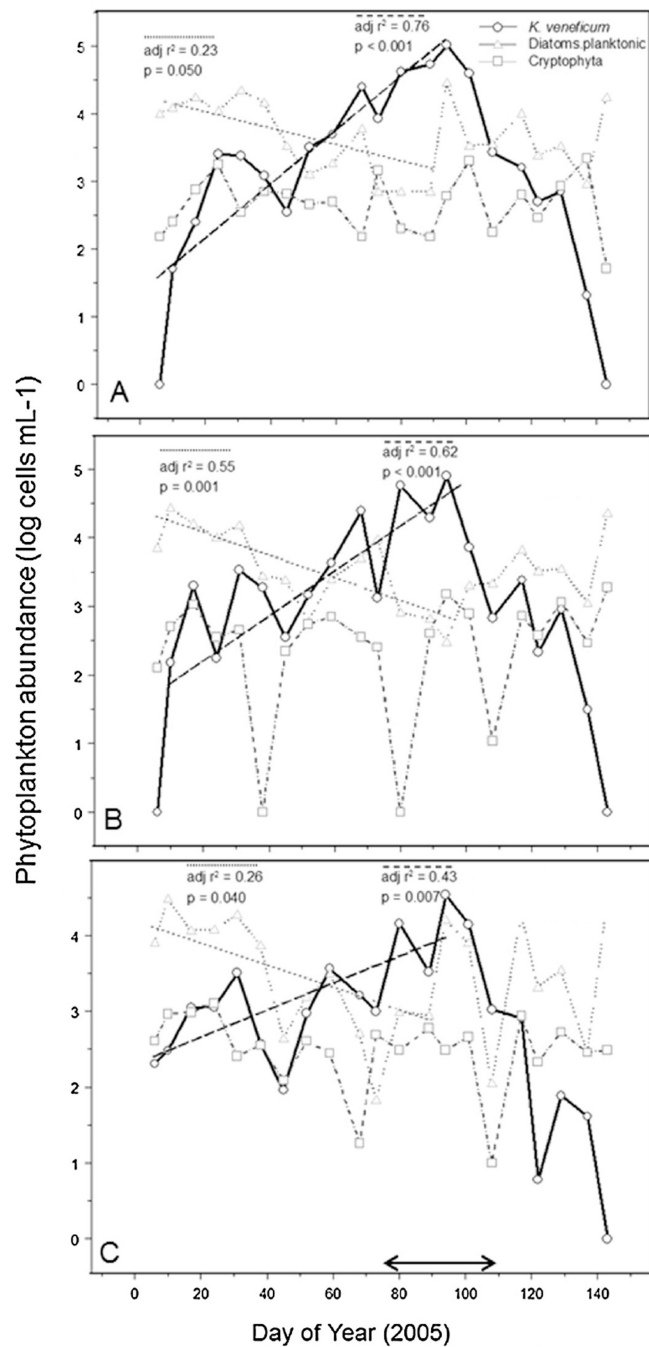 adj r² = 0.23
p = 0.050
adj r² = 0.76
p < 0.001
K. veneficum
Diatoms.planktonic
Cryptophyta
5
4
3
2
1
0
A
adj r² = 0.55
p = 0.001
adj r² = 0.62
p < 0.001
5
4
3
2
1
0
B
adj r² = 0.26
p = 0.040
adj r² = 0.43
p = 0.007
4
3
2
1
0
C
0 20 40 60 80 100 120 140
Phytoplankton abundance (log cells mL-1)
Day of Year (2005)